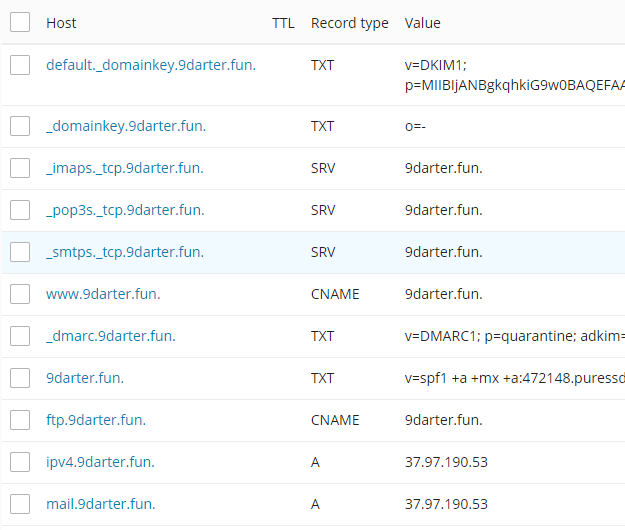 Host TTL Record type Value
default._domainkey.9darter.fun. TXT v=DKIM1;
p=MIIBIjANBgkqhkiG9w0BAQEFAA
_domainkey.9darter.fun. TXT o=-
_imaps._tcp.9darter.fun. SRV 9darter.fun.
_pop3s._tcp.9darter.fun. SRV 9darter.fun.
_smtps._tcp.9darter.fun. SRV 9darter.fun.
www.9darter.fun. CNAME 9darter.fun.
_dmarc.9darter.fun. TXT v=DMARC1; p=quarantine; adkim=
9darter.fun. TXT v=spf1 +a +mx +a:472148.puressd
ftp.9darter.fun. CNAME 9darter.fun.
ipv4.9darter.fun. A 37.97.190.53
mail.9darter.fun. A 37.97.190.53